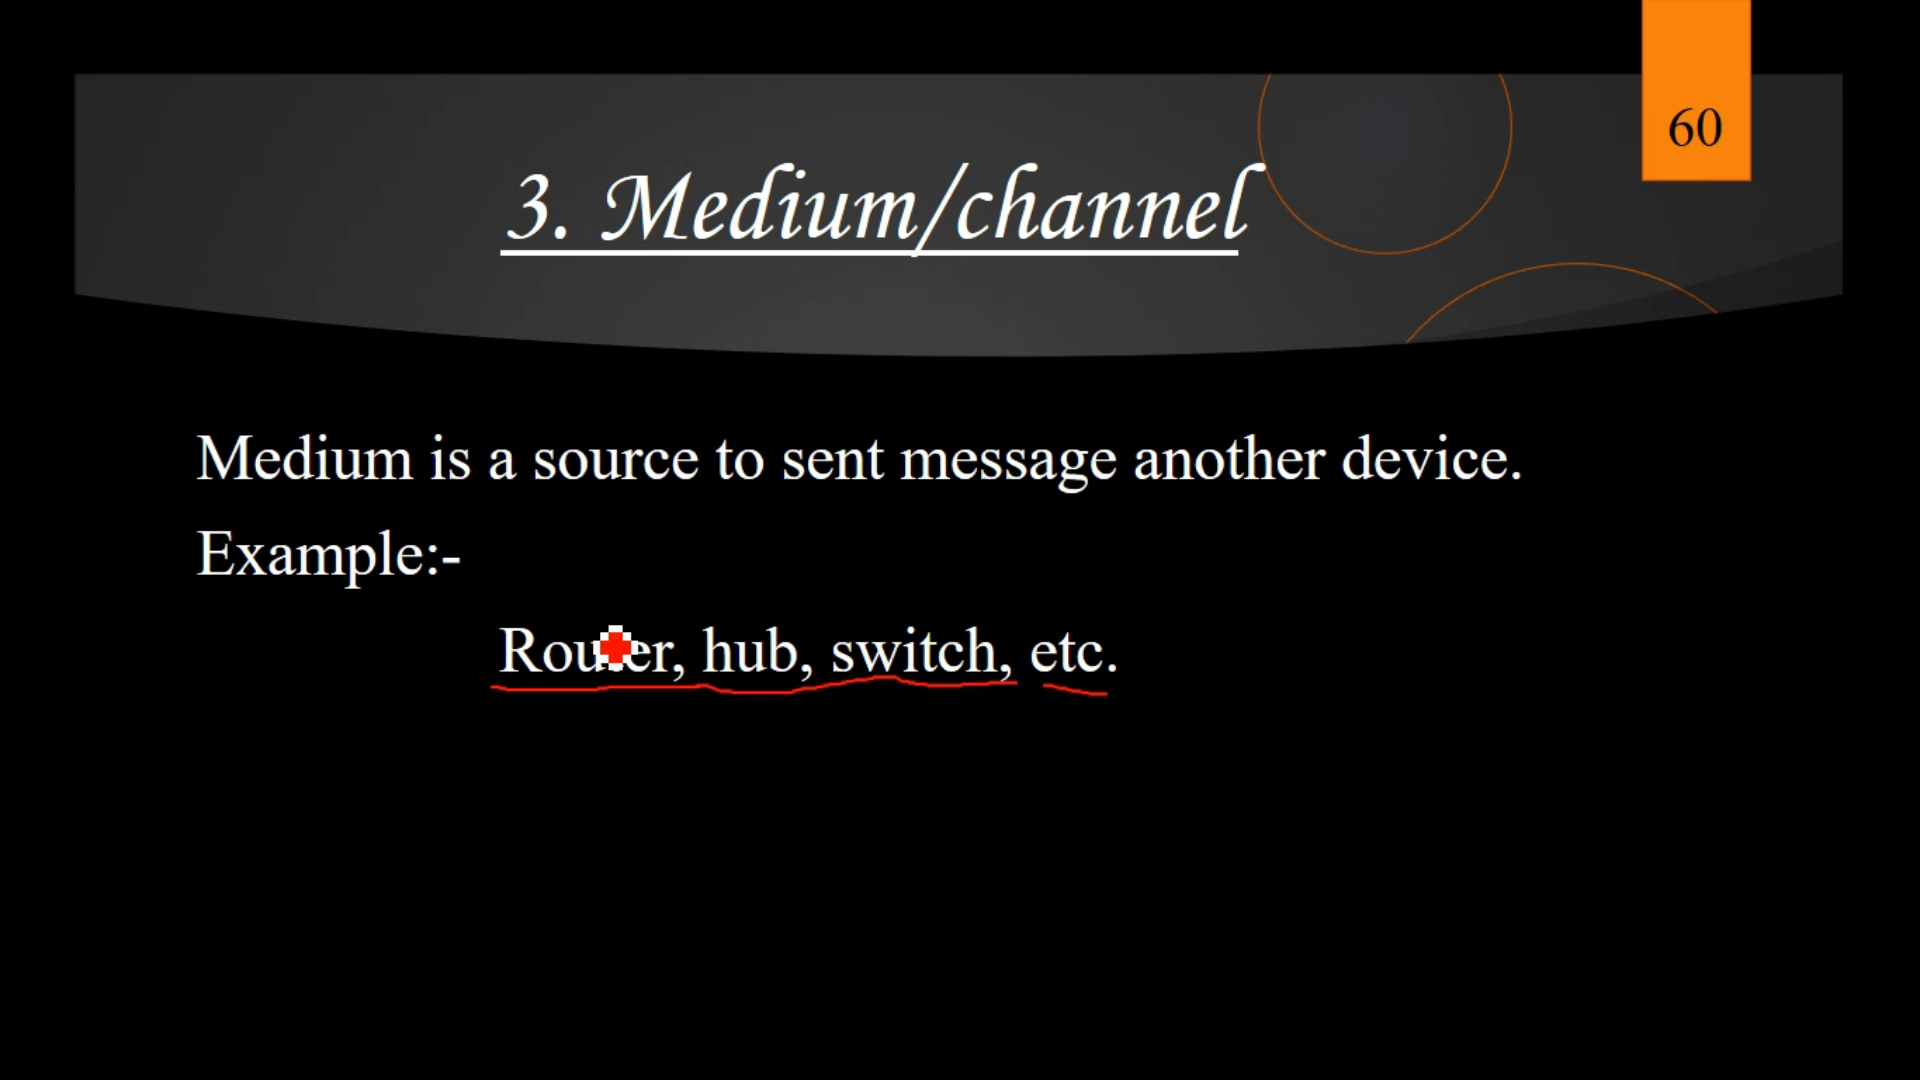 60
3. Medium/channel
Medium is a source to sent message another device.
Example:-
Router, hub, switch, etc.